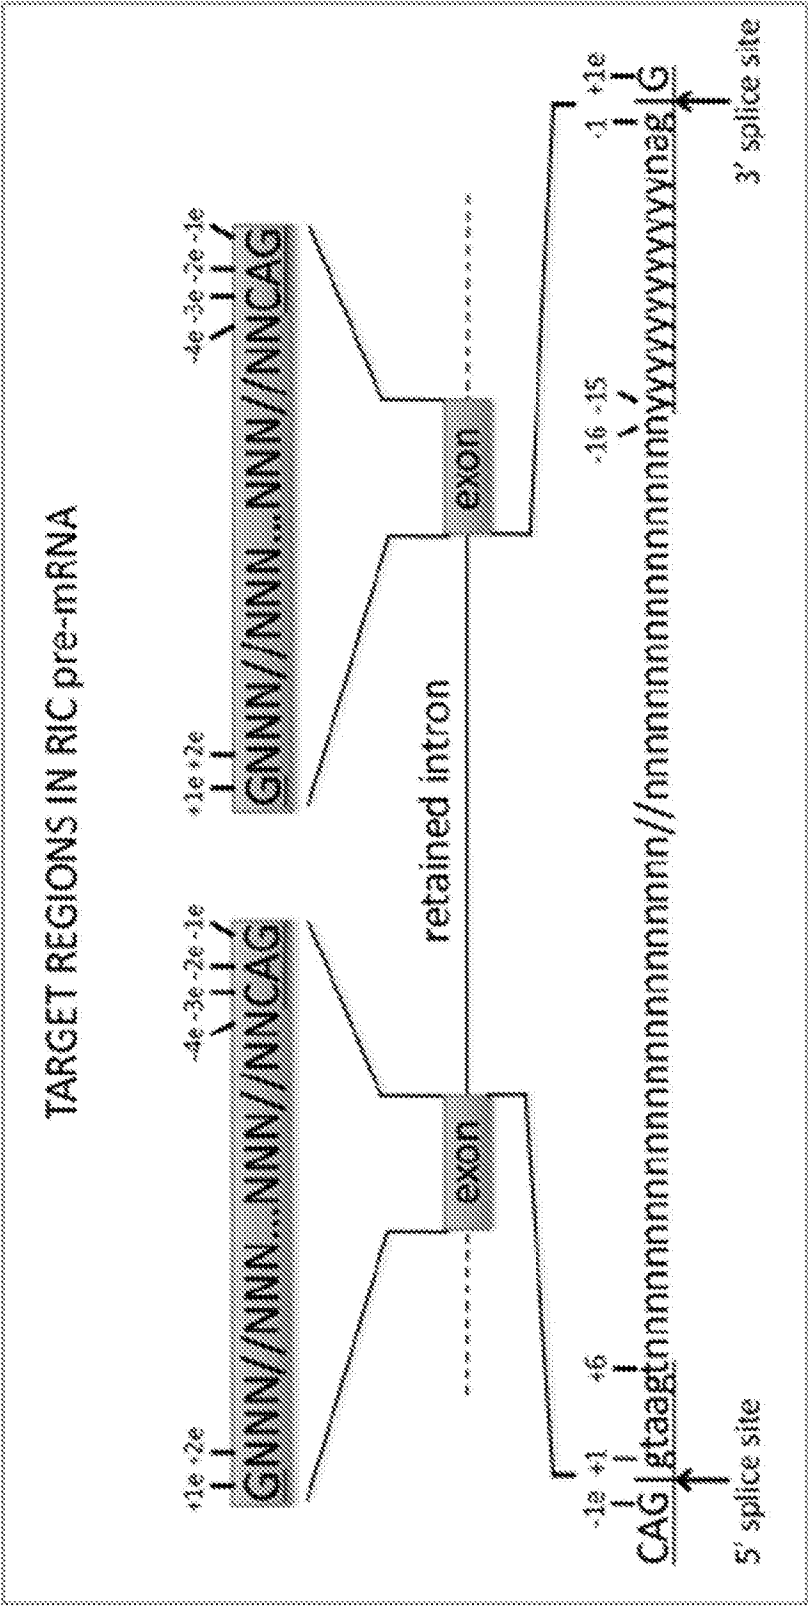 TARGET REGIONS IN RIC pre-mRNA
+1e +2e -4e -3e -2e -1e +1e +2e -4e -3e -2e -1e
GNNN//NNN...NNN//NNCAG GNNN//NNN...NNN//NNCAG
retained intron
exon exon
-1e +1 +6 -16 -15 -1 +1e
CAG|gtaagtnnnnnnnnnnnnnnnnnnnnnnnnn//nnnnnnnnnnnnnnnnnnnyyyyyyyyyyyynag|G
5' splice site 3' splice site